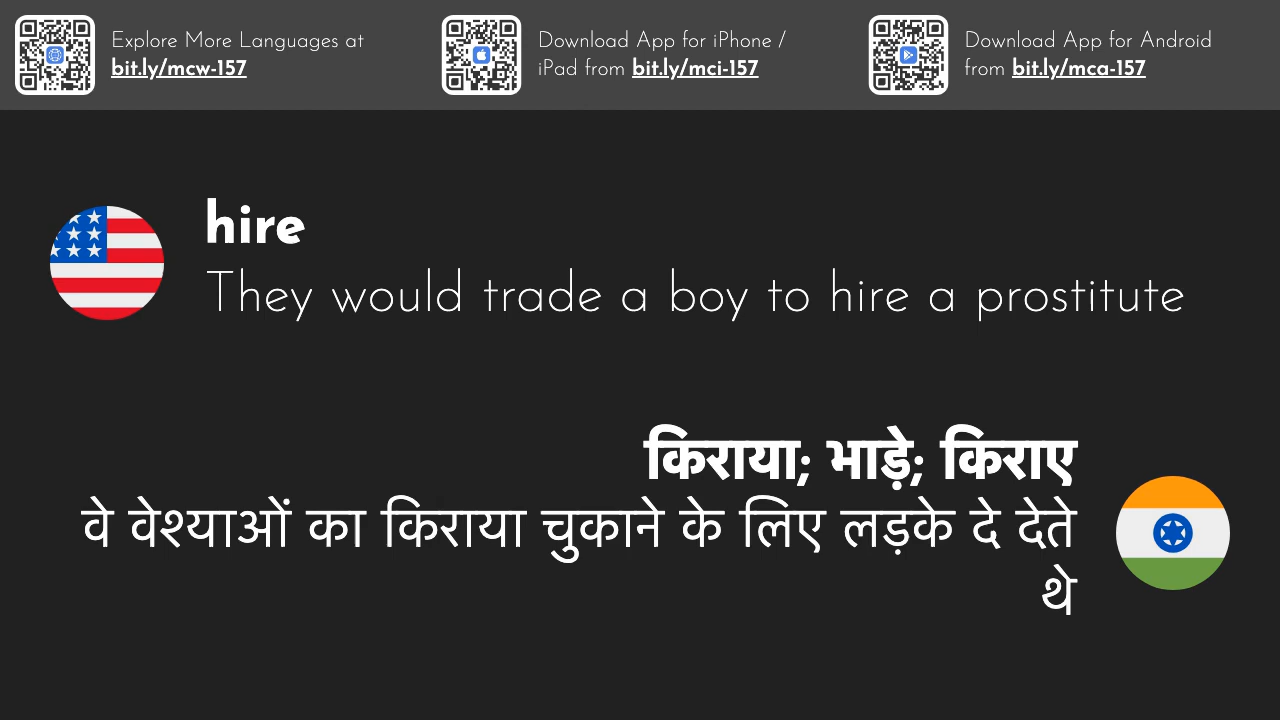 Explore More Languages at
bit.ly/mcw-157
Download App for iPhone /
iPad from bit.ly/mci-157
Download App for Android
from bit.ly/mca-157
hire
They would trade a boy to hire a prostitute
किराया; भाड़े; किराए
वे वेश्याओं का किराया चुकाने के लिए लड़के दे देते
थे